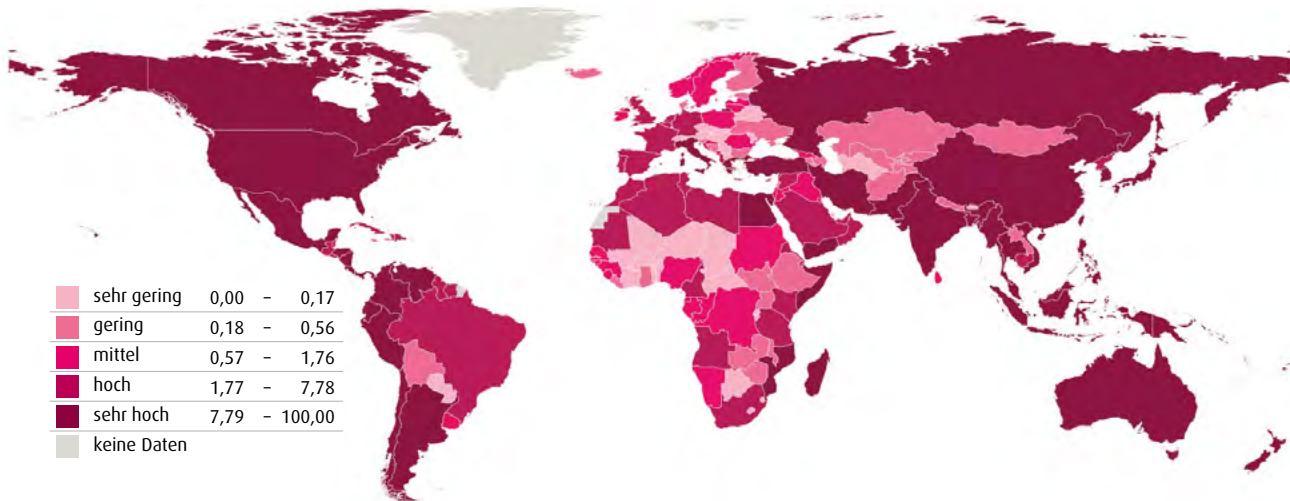 sehr gering 0,00 – 0,17
gering 0,18 – 0,56
mittel 0,57 – 1,76
hoch 1,77 – 7,78
sehr hoch 7,79 – 100,00
keine Daten